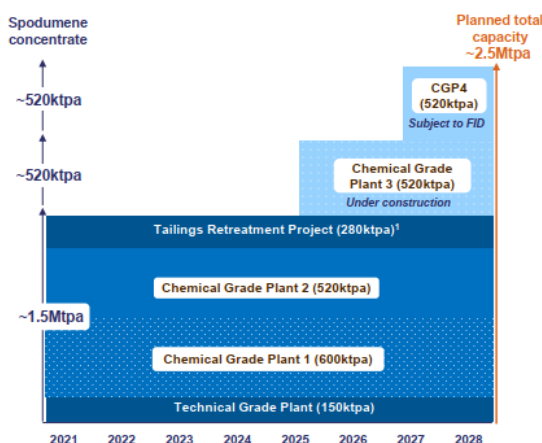 Spodumene
concentrate
Planned total
capacity
~2.5Mtpa
~520ktpa
CGP4
(520ktpa)
Subject to FID
~520ktpa
Chemical Grade
Plant 3 (520ktpa)
Under construction
Tailings Retreatment Project (280ktpa)¹
Chemical Grade Plant 2 (520ktpa)
~1.5Mtpa
Chemical Grade Plant 1 (600ktpa)
Technical Grade Plant (150ktpa)
2021 2022 2023 2024 2025 2026 2027 2028